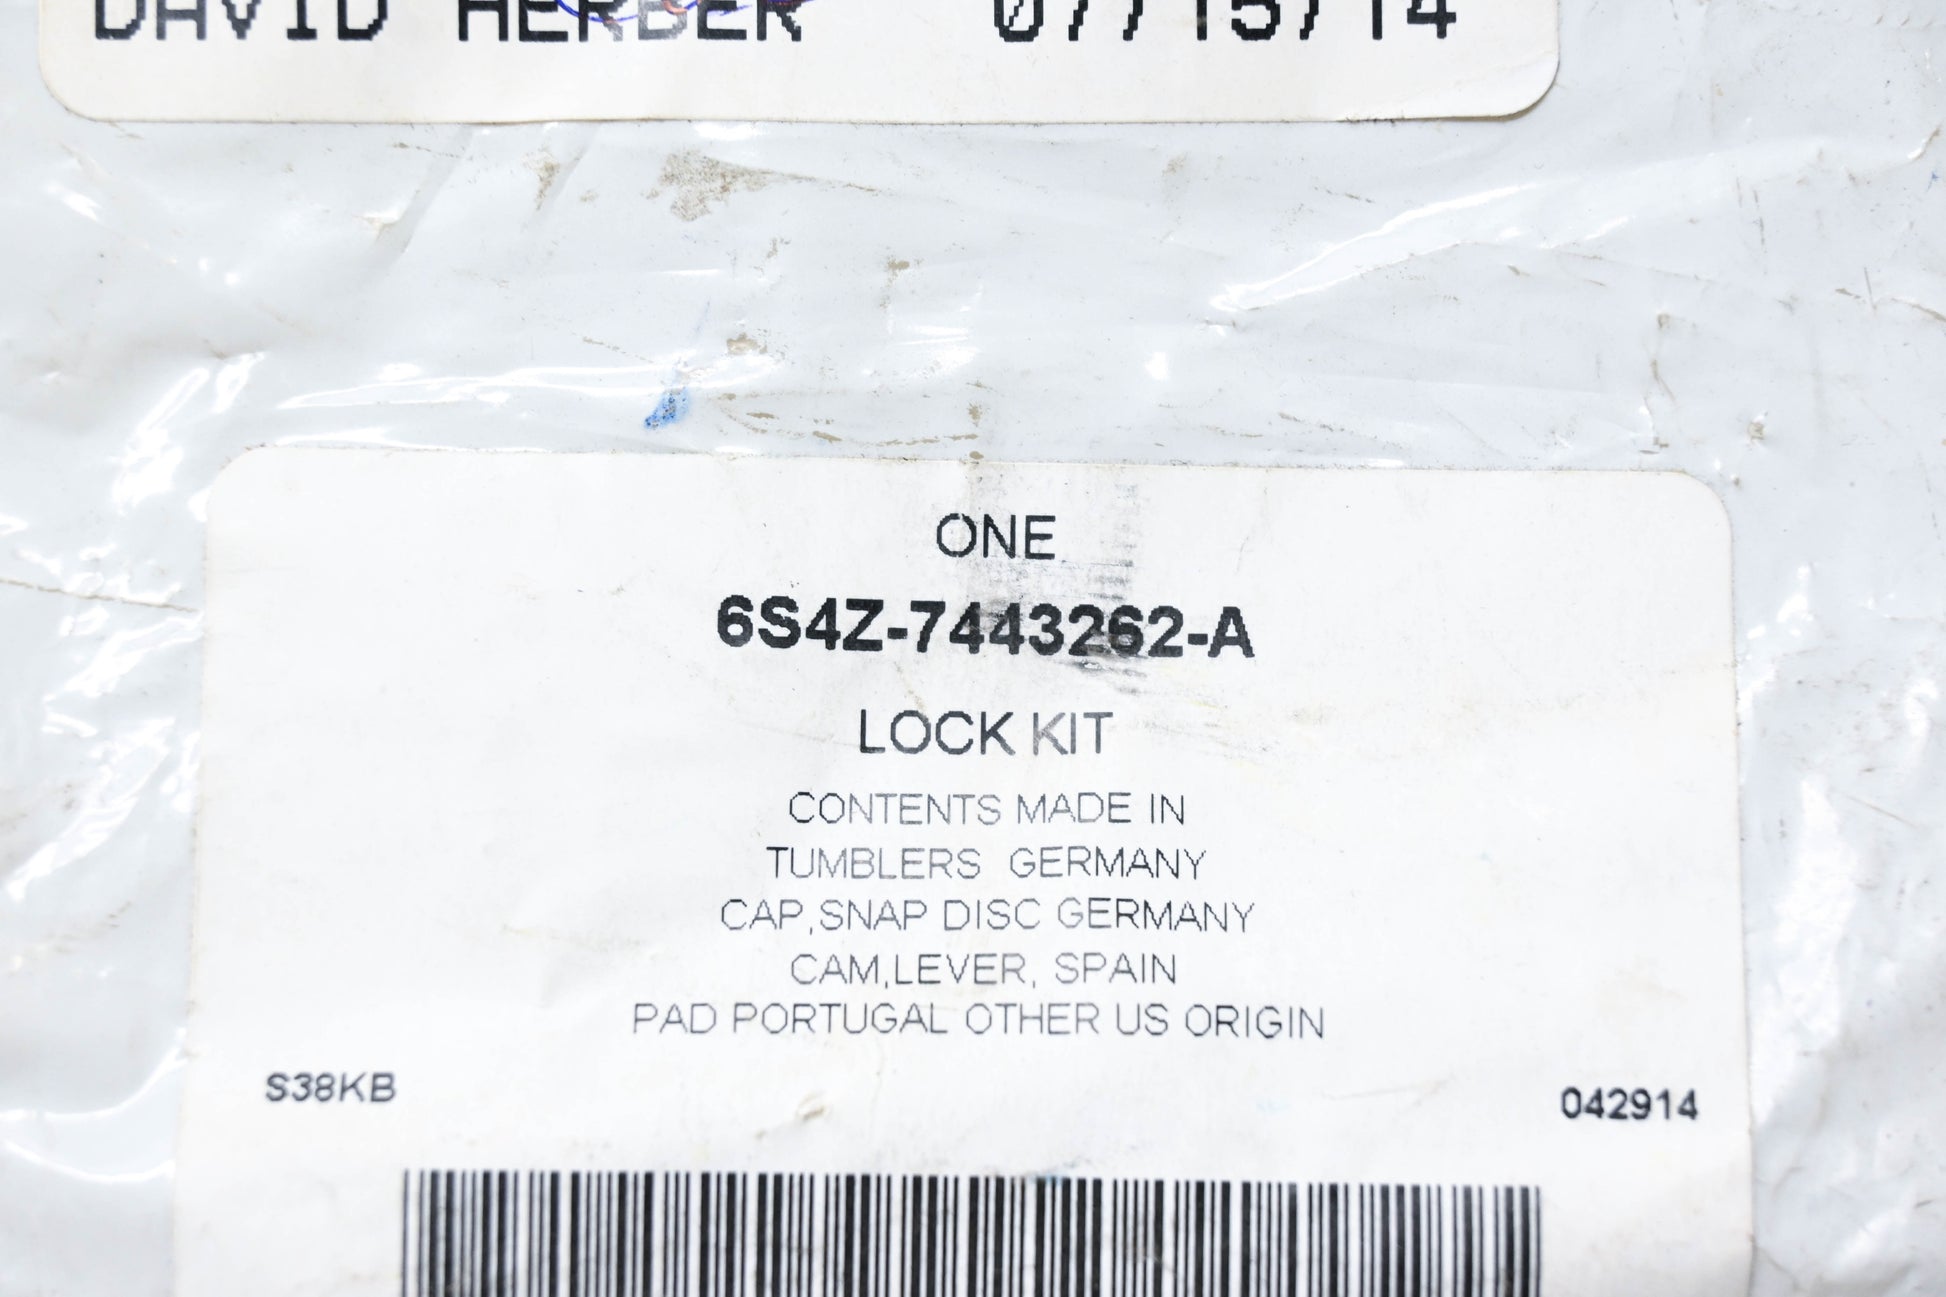 DAVID HERBER 07/15/14
ONE
6S4Z-7443262-A
LOCK KIT
CONTENTS MADE IN
TUMBLERS GERMANY
CAP,SNAP DISC GERMANY
CAM,LEVER, SPAIN
PAD PORTUGAL OTHER US ORIGIN
S38KB 042914